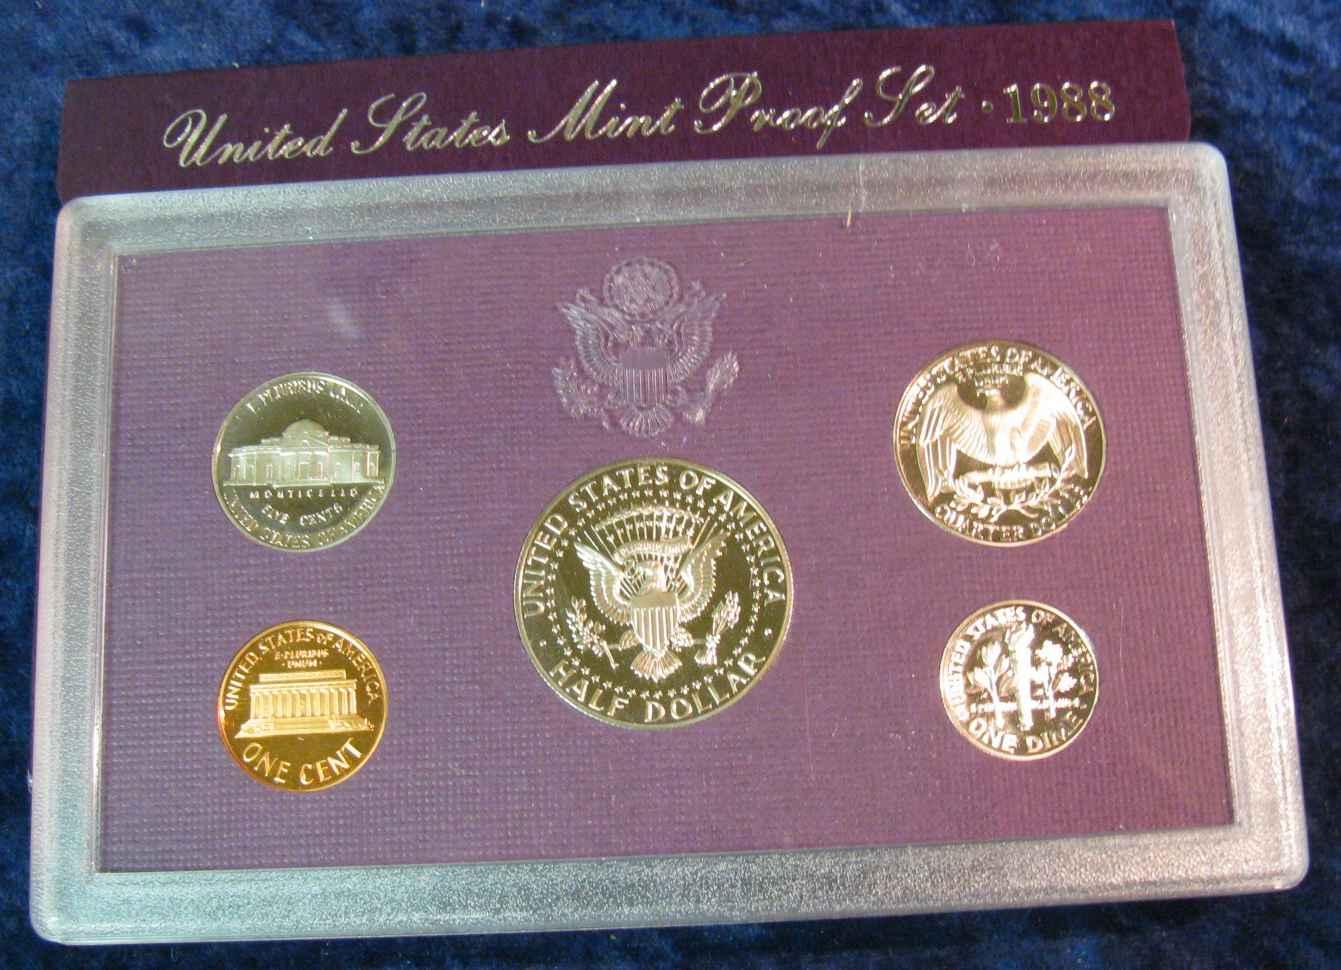 United States Mint Proof Set · 1988
E PLURIBUS UNUM
MONTICELLO
FIVE CENTS
UNITED STATES OF AMERICA
UNITED STATES OF AMERICA
HALF DOLLAR
UNITED STATES OF AMERICA
E PLURIBUS
UNUM
QUARTER DOLLAR
UNITED STATES OF AMERICA
E·PLURIBUS
·UNUM·
ONE CENT
UNITED STATES OF AMERICA
ONE DIME